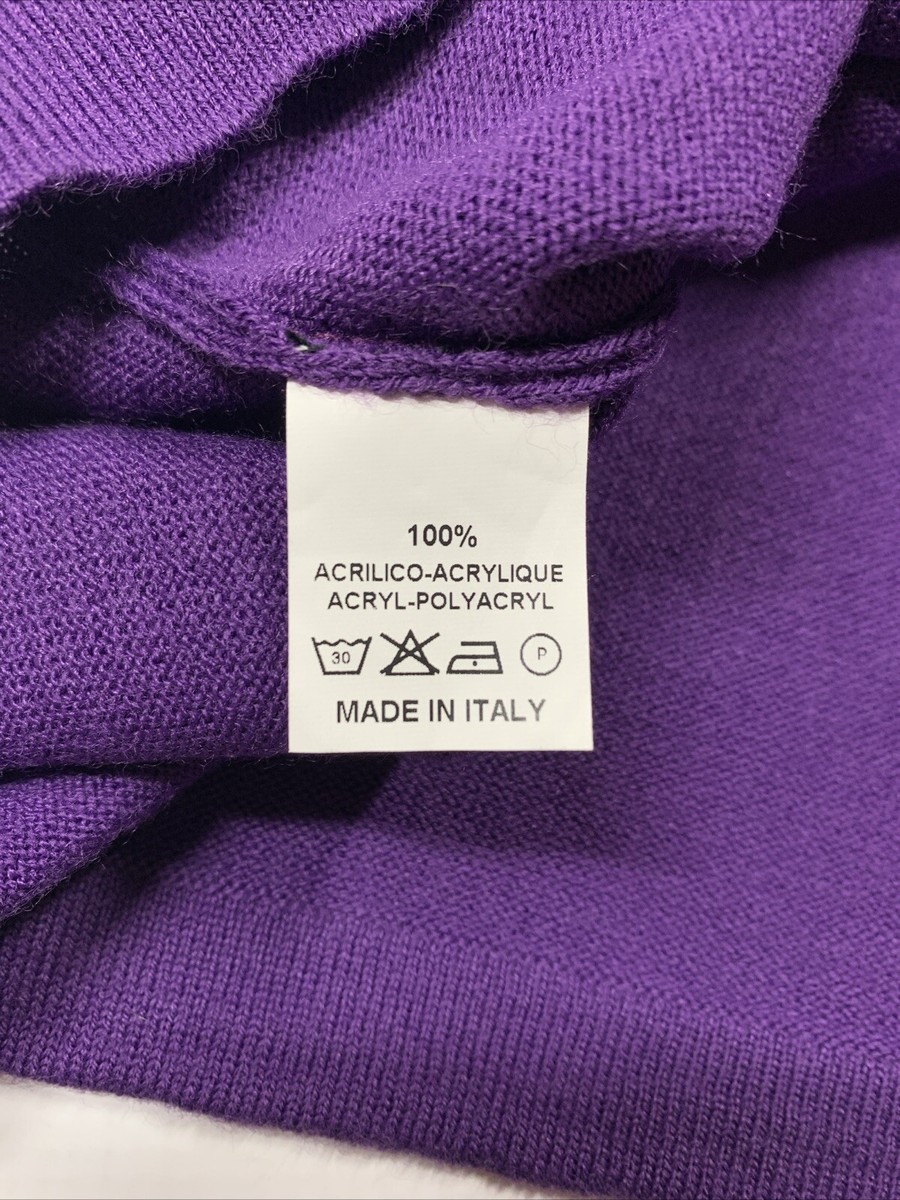 100%
ACRILICO-ACRYLIQUE
ACRYL-POLYACRYL
30 P
MADE IN ITALY